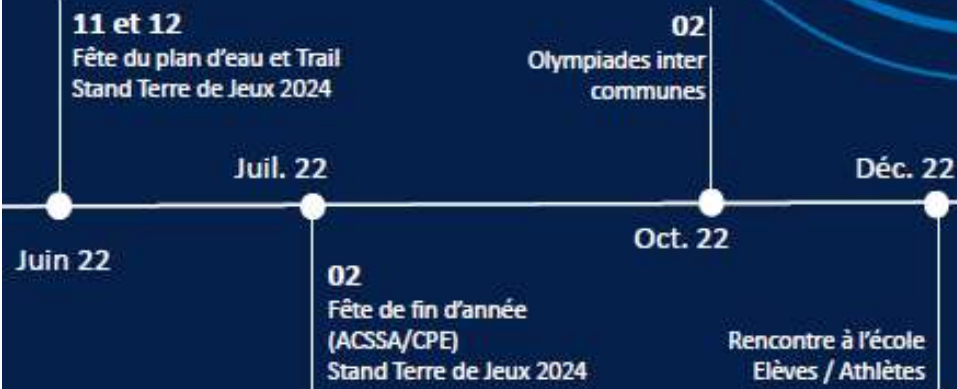 11 et 12
Fête du plan d'eau et Trail
Stand Terre de Jeux 2024
Juin 22
Juil. 22
02
Fête de fin d'année
(ACSSA/CPE)
Stand Terre de Jeux 2024
02
Olympiades inter
communes
Oct. 22
Déc. 22
Rencontre à l'école
Elèves / Athlètes